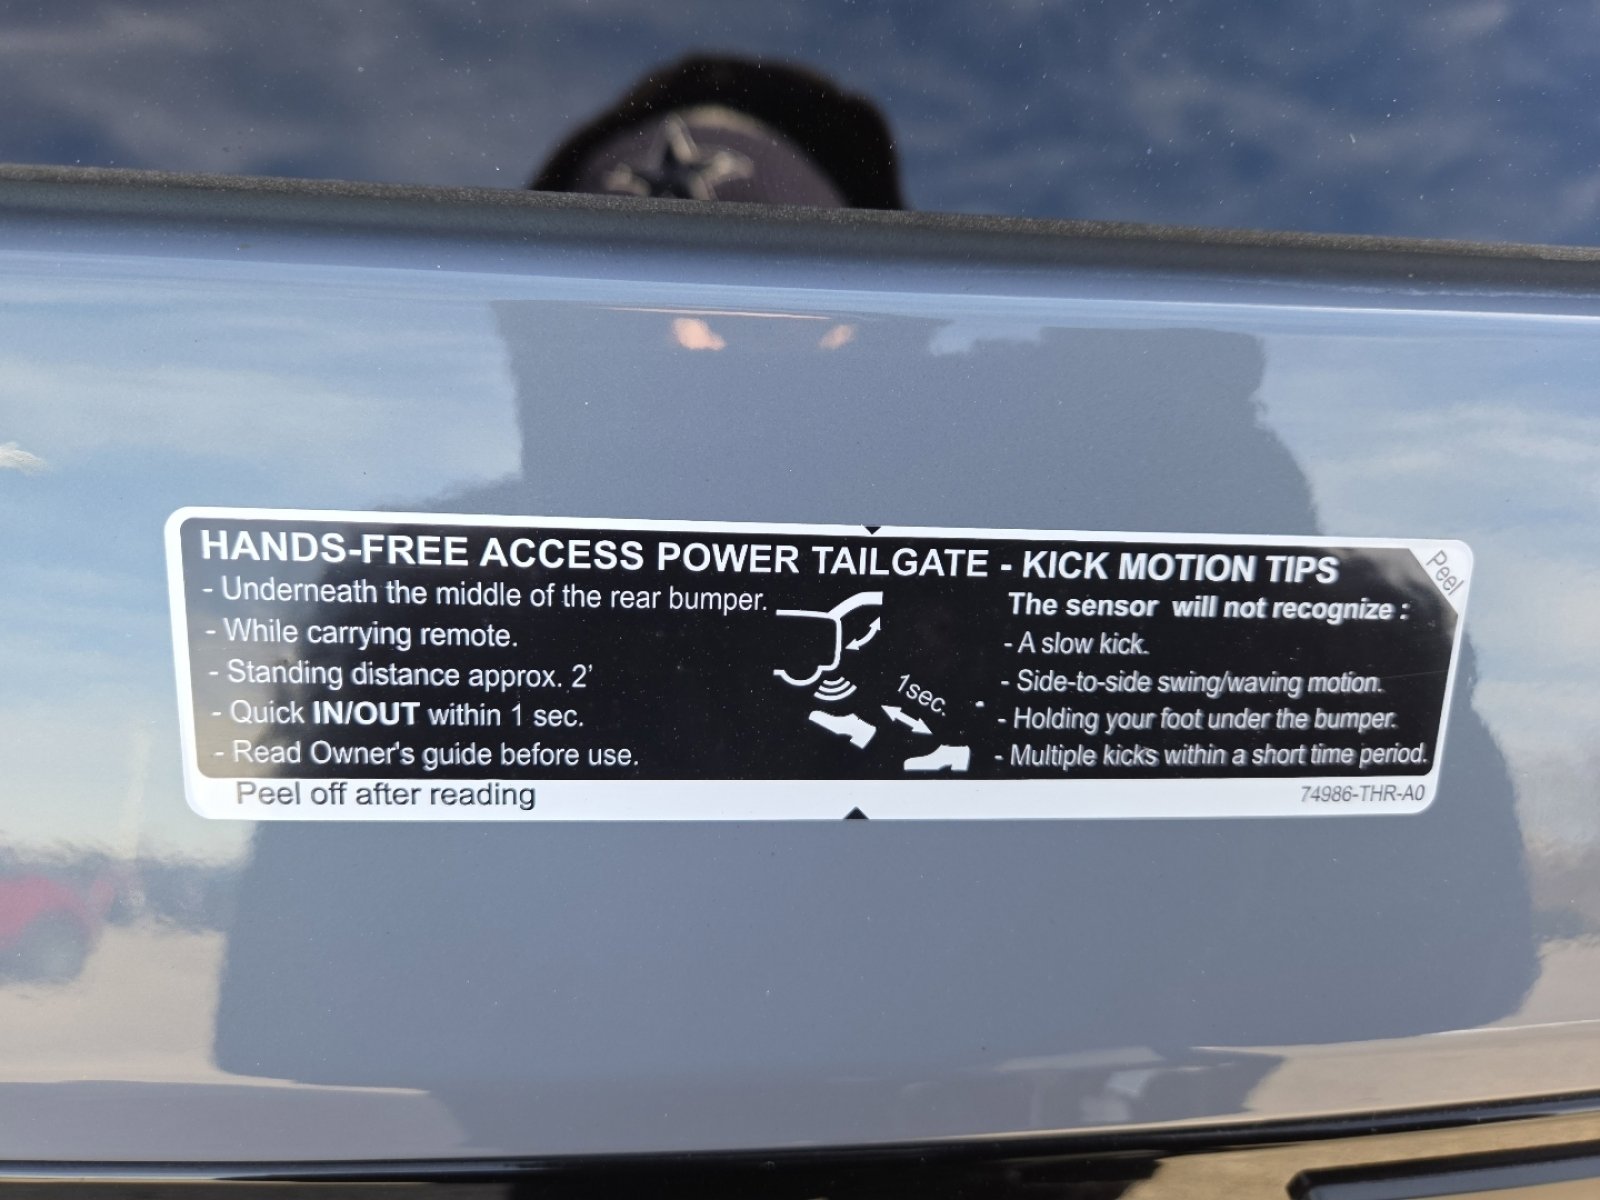 HANDS-FREE ACCESS POWER TAILGATE - KICK MOTION TIPS
- Underneath the middle of the rear bumper.
- While carrying remote.
- Standing distance approx. 2'
- Quick IN/OUT within 1 sec.
- Read Owner's guide before use.
1sec.
The sensor will not recognize :
- A slow kick.
- Side-to-side swing/waving motion.
- Holding your foot under the bumper.
- Multiple kicks within a short time period.
Peel
Peel off after reading
74986-THR-A0